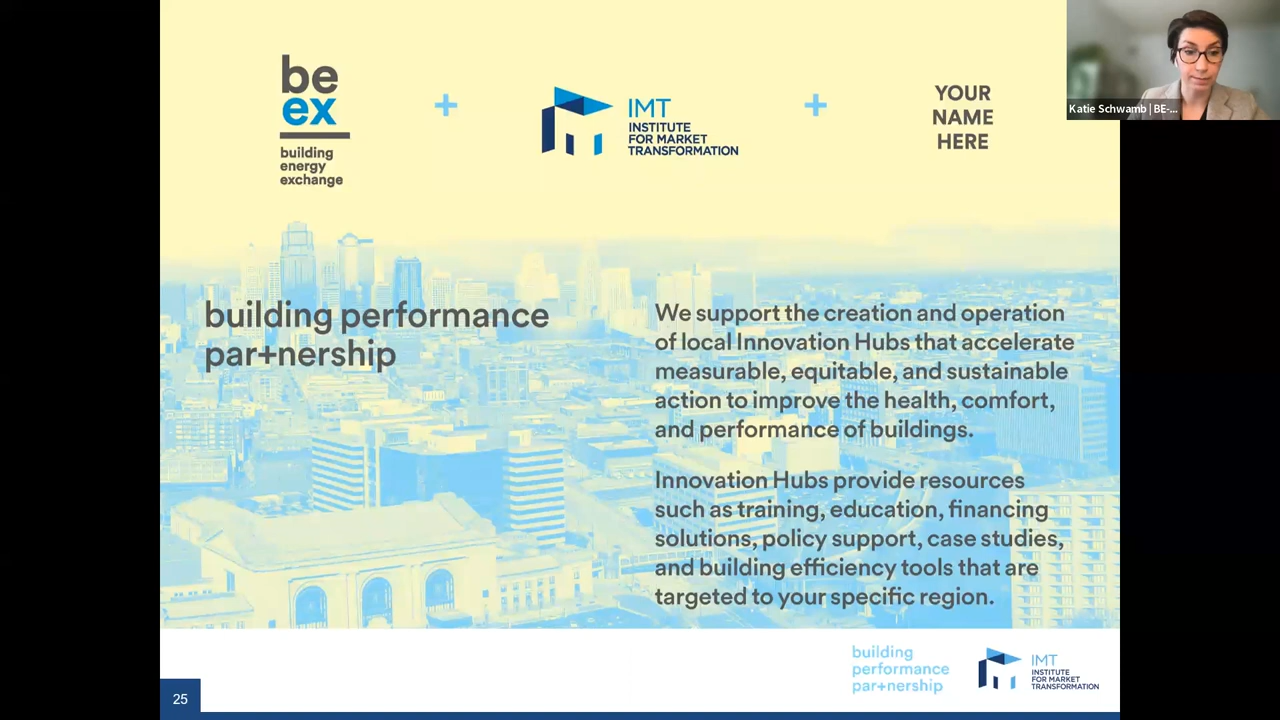 be
ex
building
energy
exchange
+
IMT
INSTITUTE
FOR MARKET
TRANSFORMATION
+
YOUR
NAME
HERE
Katie Schwamb | BE-...
building performance
par+nership
We support the creation and operation
of local Innovation Hubs that accelerate
measurable, equitable, and sustainable
action to improve the health, comfort,
and performance of buildings.
Innovation Hubs provide resources
such as training, education, financing
solutions, policy support, case studies,
and building efficiency tools that are
targeted to your specific region.
building
performance
par+nership
IMT
INSTITUTE
FOR MARKET
TRANSFORMATION
25